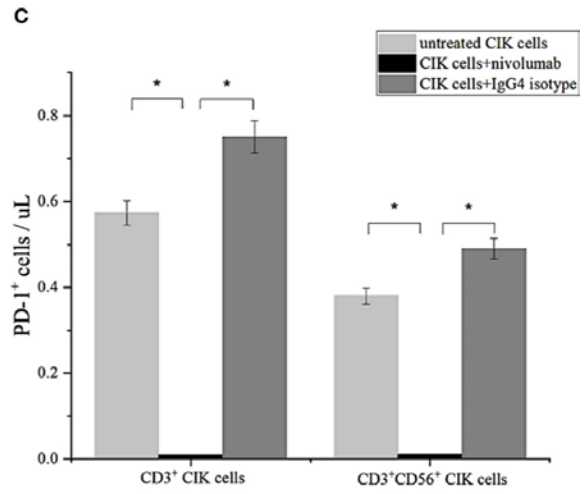 C
untreated CIK cells
CIK cells+nivolumab
CIK cells+IgG4 isotype
PD-1⁺ cells / uL
0.8
0.6
0.4
0.2
0.0
* *
* *
CD3⁺ CIK cells
CD3⁺CD56⁺ CIK cells